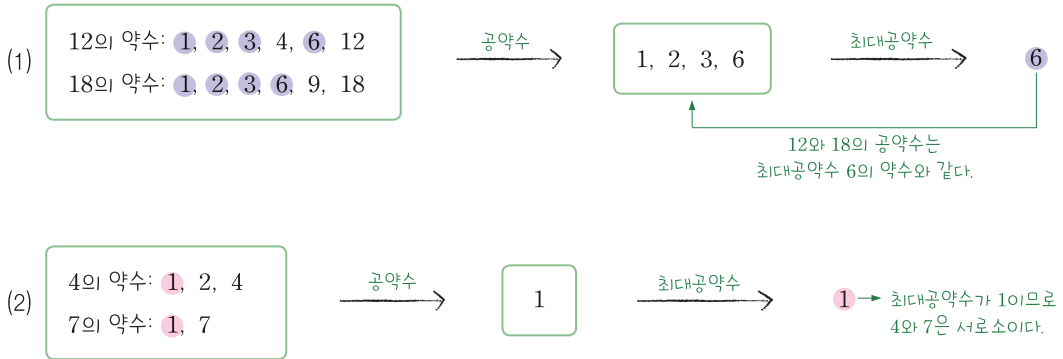 (1)
12의 약수: 1, 2, 3, 4, 6, 12
18의 약수: 1, 2, 3, 6, 9, 18
공약수
1, 2, 3, 6
최대공약수
6
12와 18의 공약수는
최대공약수 6의 약수와 같다.
(2)
4의 약수: 1, 2, 4
7의 약수: 1, 7
공약수
1
최대공약수
1
최대공약수가 1이므로
4와 7은 서로소이다.